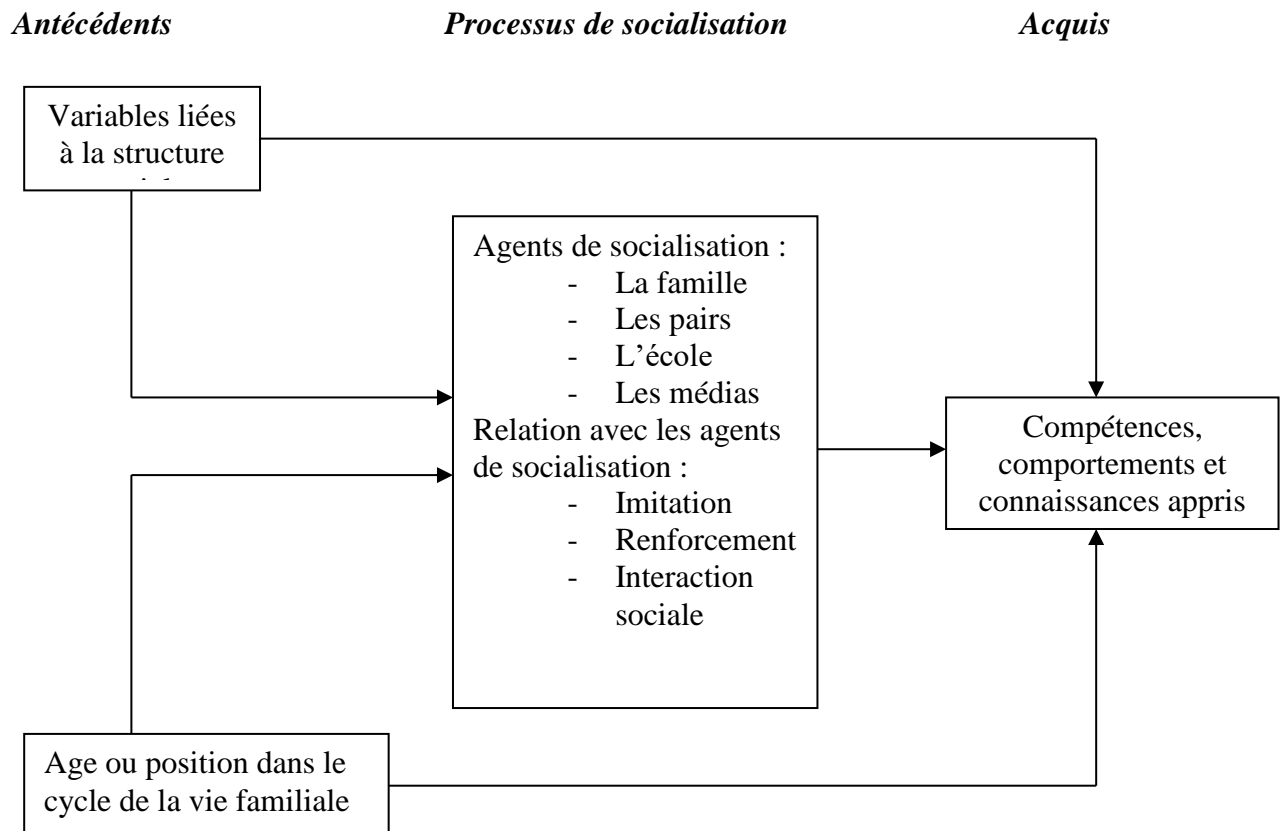 Antécédents Processus de socialisation Acquis
Variables liées
à la structure
Agents de socialisation :
- La famille
- Les pairs
- L’école
- Les médias
Relation avec les agents
de socialisation :
- Imitation
- Renforcement
- Interaction
sociale
Compétences,
comportements et
connaissances appris
Age ou position dans le
cycle de la vie familiale